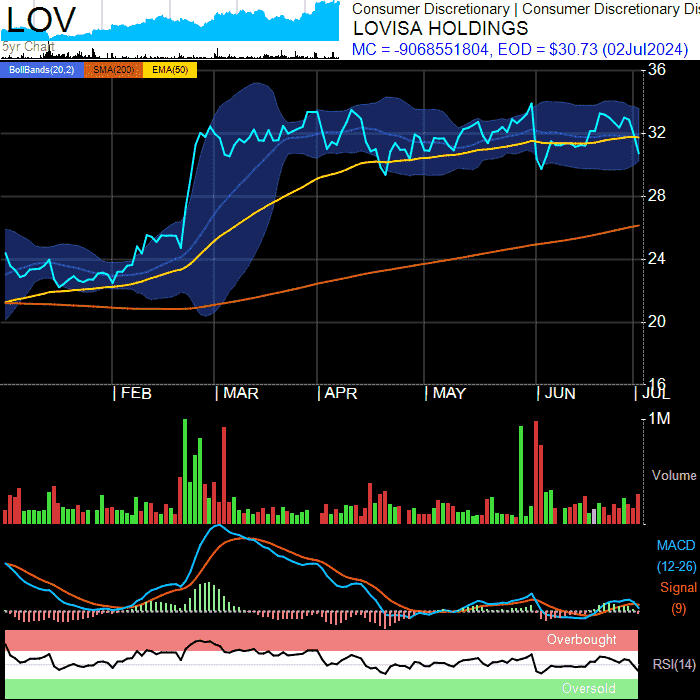 LOV
5yr Chart
Consumer Discretionary | Consumer Discretionary Dis
LOVISA HOLDINGS
MC = -9068551804, EOD = $30.73 (02Jul2024)
BollBands(20,2) SMA(200) EMA(50)
36
32
28
24
20
16
FEB MAR APR MAY JUN JUL
1M
Volume
MACD
(12-26)
Signal
(9)
Overbought
RSI(14)
Oversold